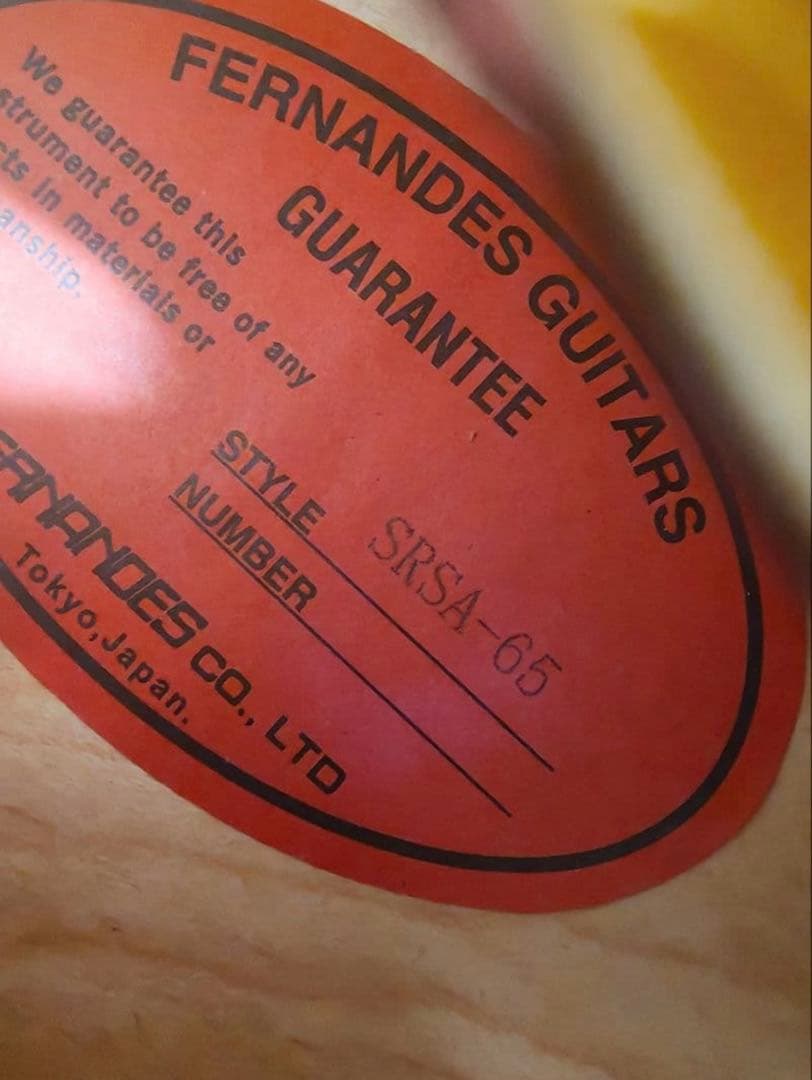 FERNANDES GUITARS
GUARANTEE
We guarantee this
strument to be free of any
cts in materials or
anship.
STYLE SRSA-65
NUMBER
ERNANDES CO., LTD
Tokyo, Japan.